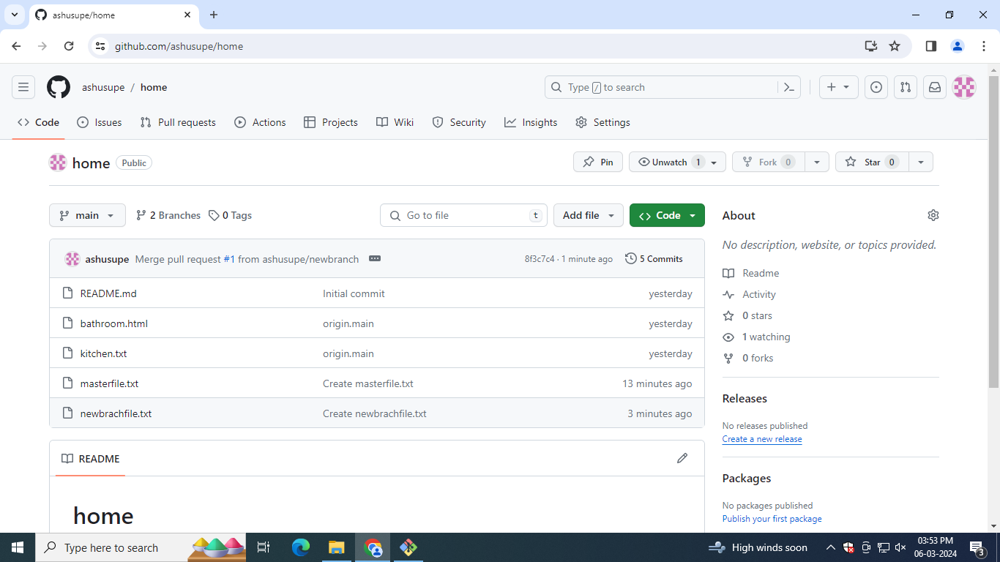 ashusupe/home
github.com/ashusupe/home
ashusupe / home
Type / to search
Code Issues Pull requests Actions Projects Wiki Security Insights Settings
home Public
Pin Unwatch 1 Fork 0 Star 0
main 2 Branches 0 Tags Go to file t Add file Code
ashusupe Merge pull request #1 from ashusupe/newbranch 8f3c7c4 · 1 minute ago 5 Commits
README.md Initial commit yesterday
bathroom.html origin.main yesterday
kitchen.txt origin.main yesterday
masterfile.txt Create masterfile.txt 13 minutes ago
newbrachfile.txt Create newbrachfile.txt 3 minutes ago
README
home
About
No description, website, or topics provided.
Readme
Activity
0 stars
1 watching
0 forks
Releases
No releases published
Create a new release
Packages
No packages published
Publish your first package
Type here to search
High winds soon
03:53 PM
06-03-2024
3